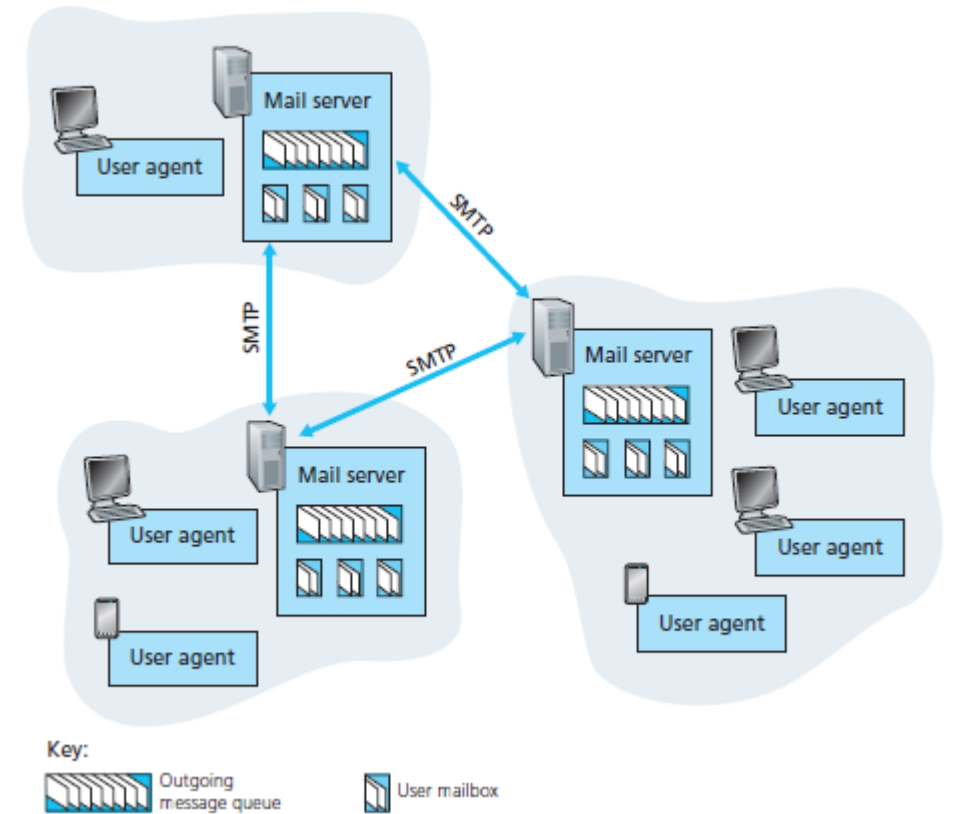 Mail server
User agent
SMTP
SMTP
SMTP
Mail server
User agent
User agent
User agent
Mail server
User agent
User agent
Key:
Outgoing
message queue
User mailbox